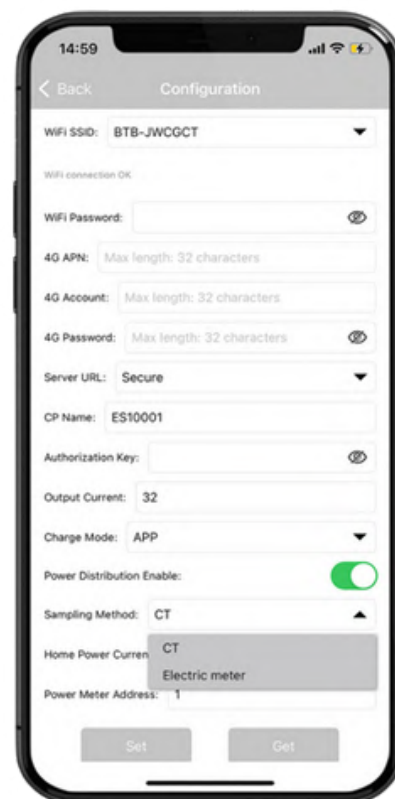 14:59
Back Configuration
WiFi SSID: BTB-JWCGCT
WiFi connection OK
WiFi Password:
4G APN: Max length: 32 characters
4G Account: Max length: 32 characters
4G Password: Max length: 32 characters
Server URL: Secure
CP Name: ES10001
Authorization Key:
Output Current: 32
Charge Mode: APP
Power Distribution Enable:
Sampling Method: CT
Home Power Curren CT
Electric meter
Power Meter Address: 1
Set Get